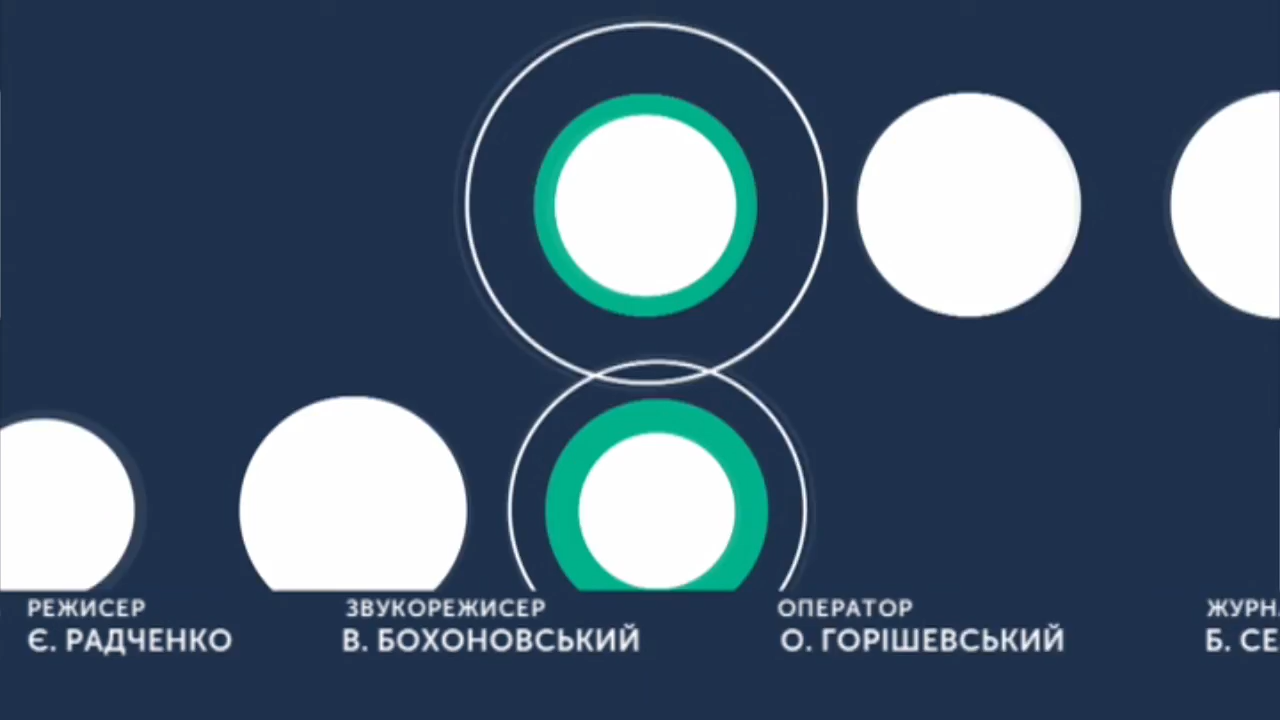 РЕЖИСЕР ЗВУКОРЕЖИСЕР ОПЕРАТОР
Є. РАДЧЕНКО В. БОХОНОВСЬКИЙ О. ГОРІШЕВСЬКИЙ Б.